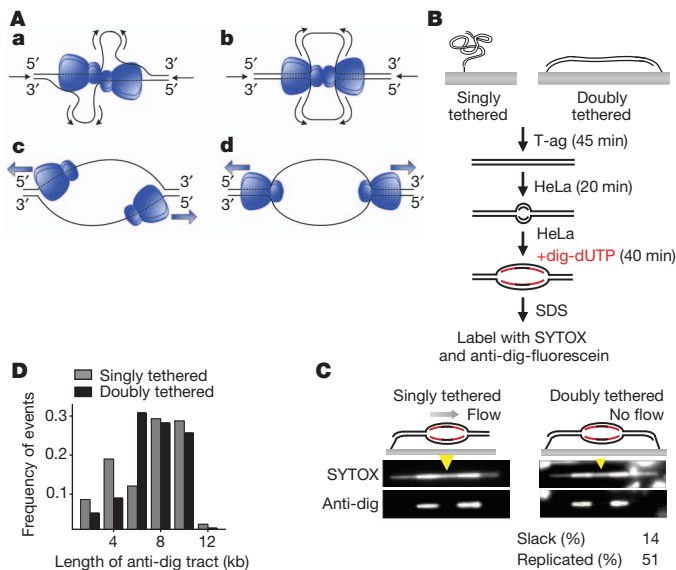 A
a
5′ 3′
3′ 5′
b
5′ 3′
3′ 5′
c
5′ 3′
3′ 5′
d
5′ 3′
3′ 5′
B
Singly
tethered
Doubly
tethered
T-ag (45 min)
HeLa (20 min)
HeLa
+dig-dUTP (40 min)
SDS
Label with SYTOX
and anti-dig-fluorescein
D
Singly tethered
Doubly tethered
Frequency of events
0.3
0.2
0.1
4 8 12
Length of anti-dig tract (kb)
C
Singly tethered
Flow
Doubly tethered
No flow
SYTOX
Anti-dig
Slack (%) 14
Replicated (%) 51